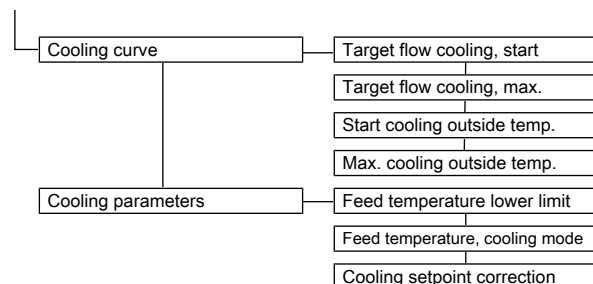 Cooling curve
Target flow cooling, start
Target flow cooling, max.
Start cooling outside temp.
Max. cooling outside temp.
Cooling parameters
Feed temperature lower limit
Feed temperature, cooling mode
Cooling setpoint correction